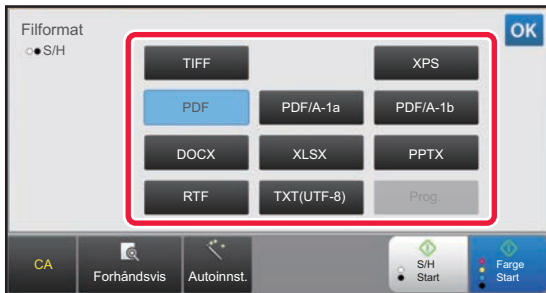 Filformat
OK
S/H
TIFF
XPS
PDF
PDF/A-1a
PDF/A-1b
DOCX
XLSX
PPTX
RTF
TXT(UTF-8)
Prog.
CA
Forhåndsvis
Autoinnst.
S/H
Start
Farge
Start